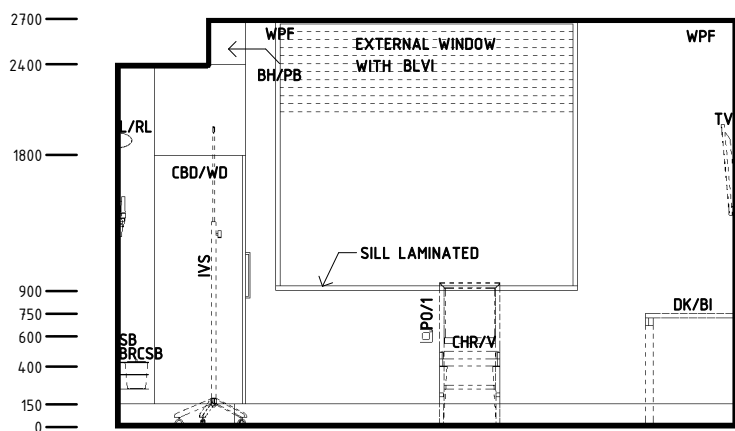 2700
WPF
EXTERNAL WINDOW
WITH BLVI
WPF
2400
BH/PB
L/RL
TV
1800
CBD/WD
IVS
SILL LAMINATED
900
PO/1
DK/BI
750
600
SB
CHR/V
BRCSB
400
150
0